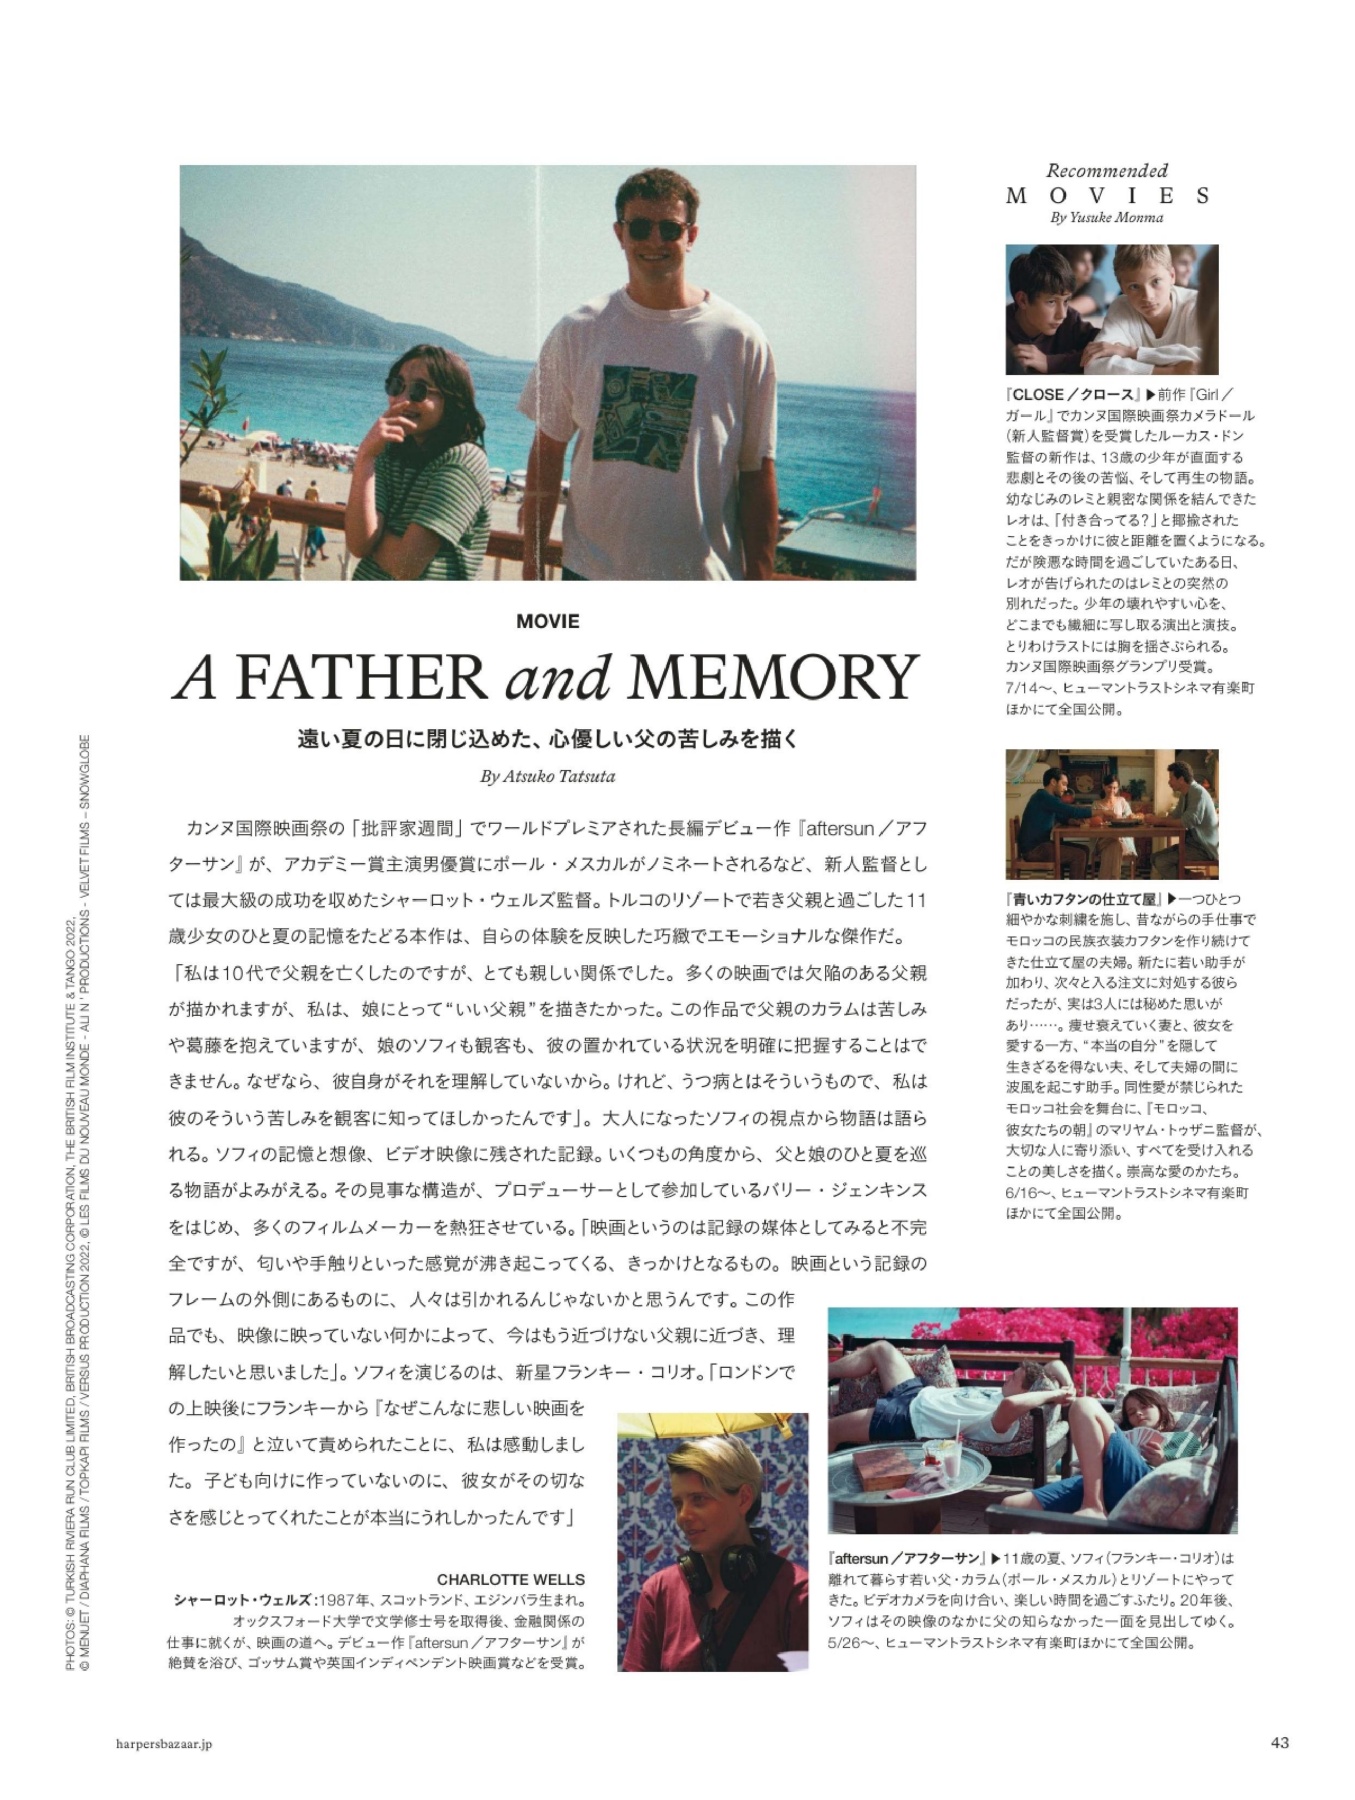 MOVIE
A FATHER and MEMORY
遠い夏の日に閉じ込めた、心優しい父の苦しみを描く
By Atsuko Tatsuta
カンヌ国際映画祭の「批評家週間」でワールドプレミアされた長編デビュー作『aftersun／アフ
ターサン』が、アカデミー賞主演男優賞にポール・メスカルがノミネートされるなど、新人監督とし
ては最大級の成功を収めたシャーロット・ウェルズ監督。トルコのリゾートで若き父親と過ごした11
歳少女のひと夏の記憶をたどる本作は、自らの体験を反映した巧緻でエモーショナルな傑作だ。
「私は10代で父親を亡くしたのですが、とても親しい関係でした。多くの映画では欠陥のある父親
が描かれますが、私は、娘にとって“いい父親”を描きたかった。この作品で父親のカラムは苦しみ
や葛藤を抱えていますが、娘のソフィも観客も、彼の置かれている状況を明確に把握することはで
きません。なぜなら、彼自身がそれを理解していないから。けれど、うつ病とはそういうもので、私は
彼のそういう苦しみを観客に知ってほしかったんです」。大人になったソフィの視点から物語は語ら
れる。ソフィの記憶と想像、ビデオ映像に残された記録。いくつもの角度から、父と娘のひと夏を巡
る物語がよみがえる。その見事な構造が、プロデューサーとして参加しているバリー・ジェンキンス
をはじめ、多くのフィルムメーカーを熱狂させている。「映画というのは記録の媒体としてみると不完
全ですが、匂いや手触りといった感覚が沸き起こってくる、きっかけとなるもの。映画という記録の
フレームの外側にあるものに、人々は引かれるんじゃないかと思うんです。この作
品でも、映像に映っていない何かによって、今はもう近づけない父親に近づき、理
解したいと思いました」。ソフィを演じるのは、新星フランキー・コリオ。「ロンドンで
の上映後にフランキーから『なぜこんなに悲しい映画を
作ったの』と泣いて責められたことに、私は感動しまし
た。子ども向けに作っていないのに、彼女がその切な
さを感じとってくれたことが本当にうれしかったんです」
CHARLOTTE WELLS
シャーロット・ウェルズ：1987年、スコットランド、エジンバラ生まれ。
オックスフォード大学で文学修士号を取得後、金融関係の
仕事に就くが、映画の道へ。デビュー作『aftersun／アフターサン』が
絶賛を浴び、ゴッサム賞や英国インディペンデント映画賞などを受賞。
『aftersun／アフターサン』▶11歳の夏、ソフィ（フランキー・コリオ）は
離れて暮らす若い父・カラム（ポール・メスカル）とリゾートにやって
きた。ビデオカメラを向け合い、楽しい時間を過ごすふたり。20年後、
ソフィはその映像のなかに父の知らなかった一面を見出してゆく。
5/26〜、ヒューマントラストシネマ有楽町ほかにて全国公開。
Recommended
MOVIES
By Yusuke Monma
『CLOSE／クロース』▶前作『Girl／
ガール』でカンヌ国際映画祭カメラドール
（新人監督賞）を受賞したルーカス・ドン
監督の新作は、13歳の少年が直面する
悲劇とその後の苦悩、そして再生の物語。
幼なじみのレミと親密な関係を結んできた
レオは、「付き合ってる？」と揶揄された
ことをきっかけに彼と距離を置くようになる。
だが険悪な時間を過ごしていたある日、
レオが告げられたのはレミとの突然の
別れだった。少年の壊れやすい心を、
どこまでも繊細に写し取る演出と演技。
とりわけラストには胸を揺さぶられる。
カンヌ国際映画祭グランプリ受賞。
7/14〜、ヒューマントラストシネマ有楽町
ほかにて全国公開。
『青いカフタンの仕立て屋』▶一つひとつ
細やかな刺繍を施し、昔ながらの手仕事で
モロッコの民族衣装カフタンを作り続けて
きた仕立て屋の夫婦。新たに若い助手が
加わり、次々と入る注文に対処する彼ら
だったが、実は3人には秘めた思いが
あり……。痩せ衰えていく妻と、彼女を
愛する一方、“本当の自分”を隠して
生きざるを得ない夫、そして夫婦の間に
波風を起こす助手。同性愛が禁じられた
モロッコ社会を舞台に、『モロッコ、
彼女たちの朝』のマリヤム・トゥザニ監督が、
大切な人に寄り添い、すべてを受け入れる
ことの美しさを描く。崇高な愛のかたち。
6/16〜、ヒューマントラストシネマ有楽町
ほかにて全国公開。
PHOTOS: © TURKISH RIVIERA RUN CLUB LIMITED, BRITISH BROADCASTING CORPORATION, THE BRITISH FILM INSTITUTE & TANGO 2022,
© MENUET / DIAPHANA FILMS / TOPKAPI FILMS / VERSUS PRODUCTION 2022, © LES FILMS DU NOUVEAU MONDE - ALI N ' PRODUCTIONS - VELVET FILMS – SNOWGLOBE
harpersbazaar.jp
43